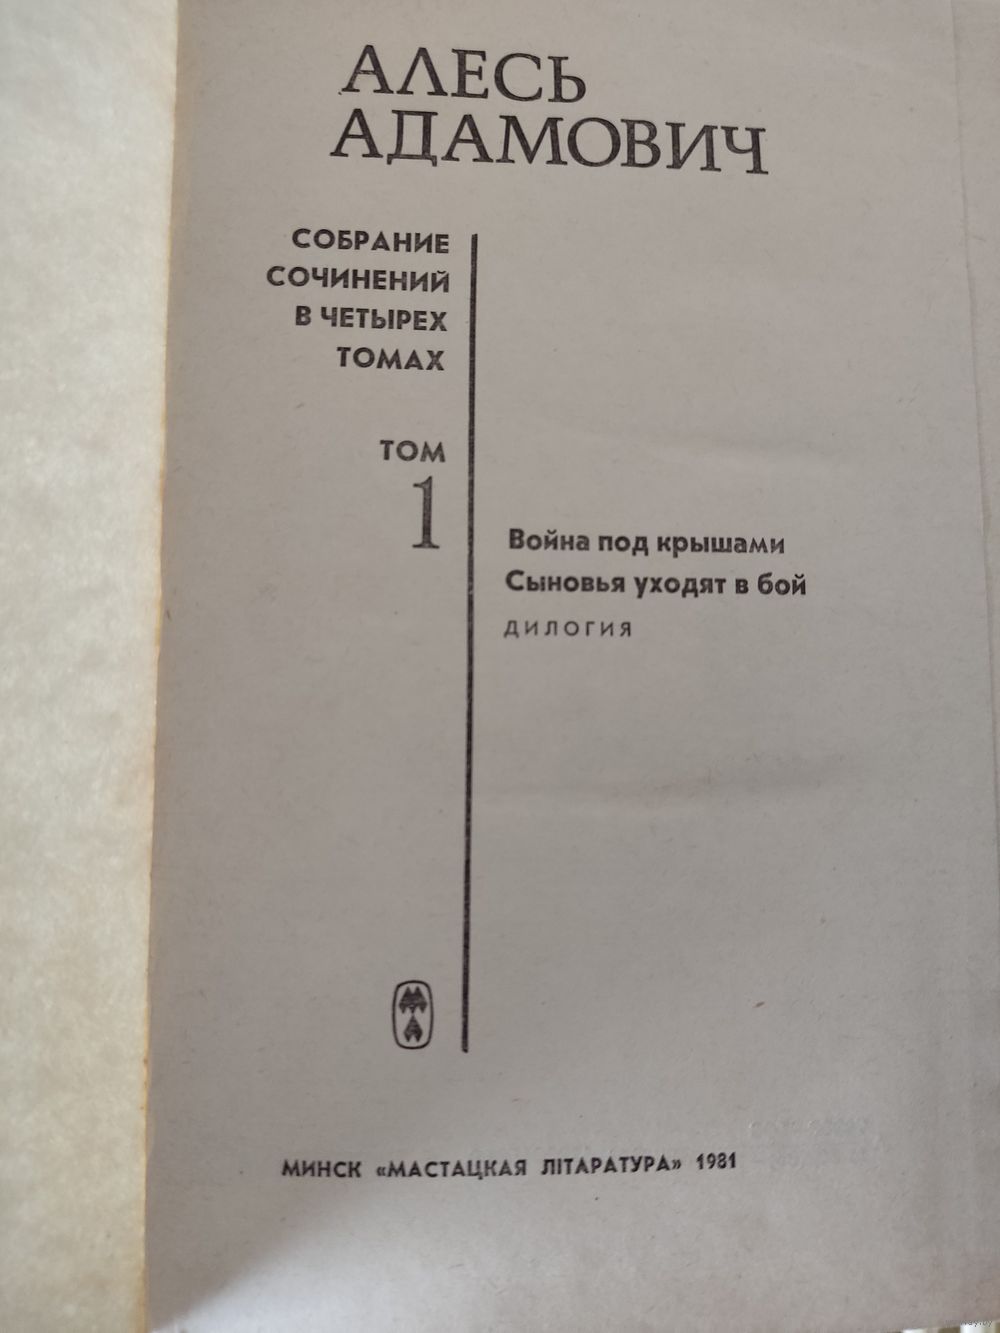 АЛЕСЬ
АДАМОВИЧ
СОБРАНИЕ
СОЧИНЕНИЙ
В ЧЕТЫРЕХ
ТОМАХ
ТОМ
1
Война под крышами
Сыновья уходят в бой
ДИЛОГИЯ
МИНСК «МАСТАЦКАЯ ЛІТАРАТУРА» 1981